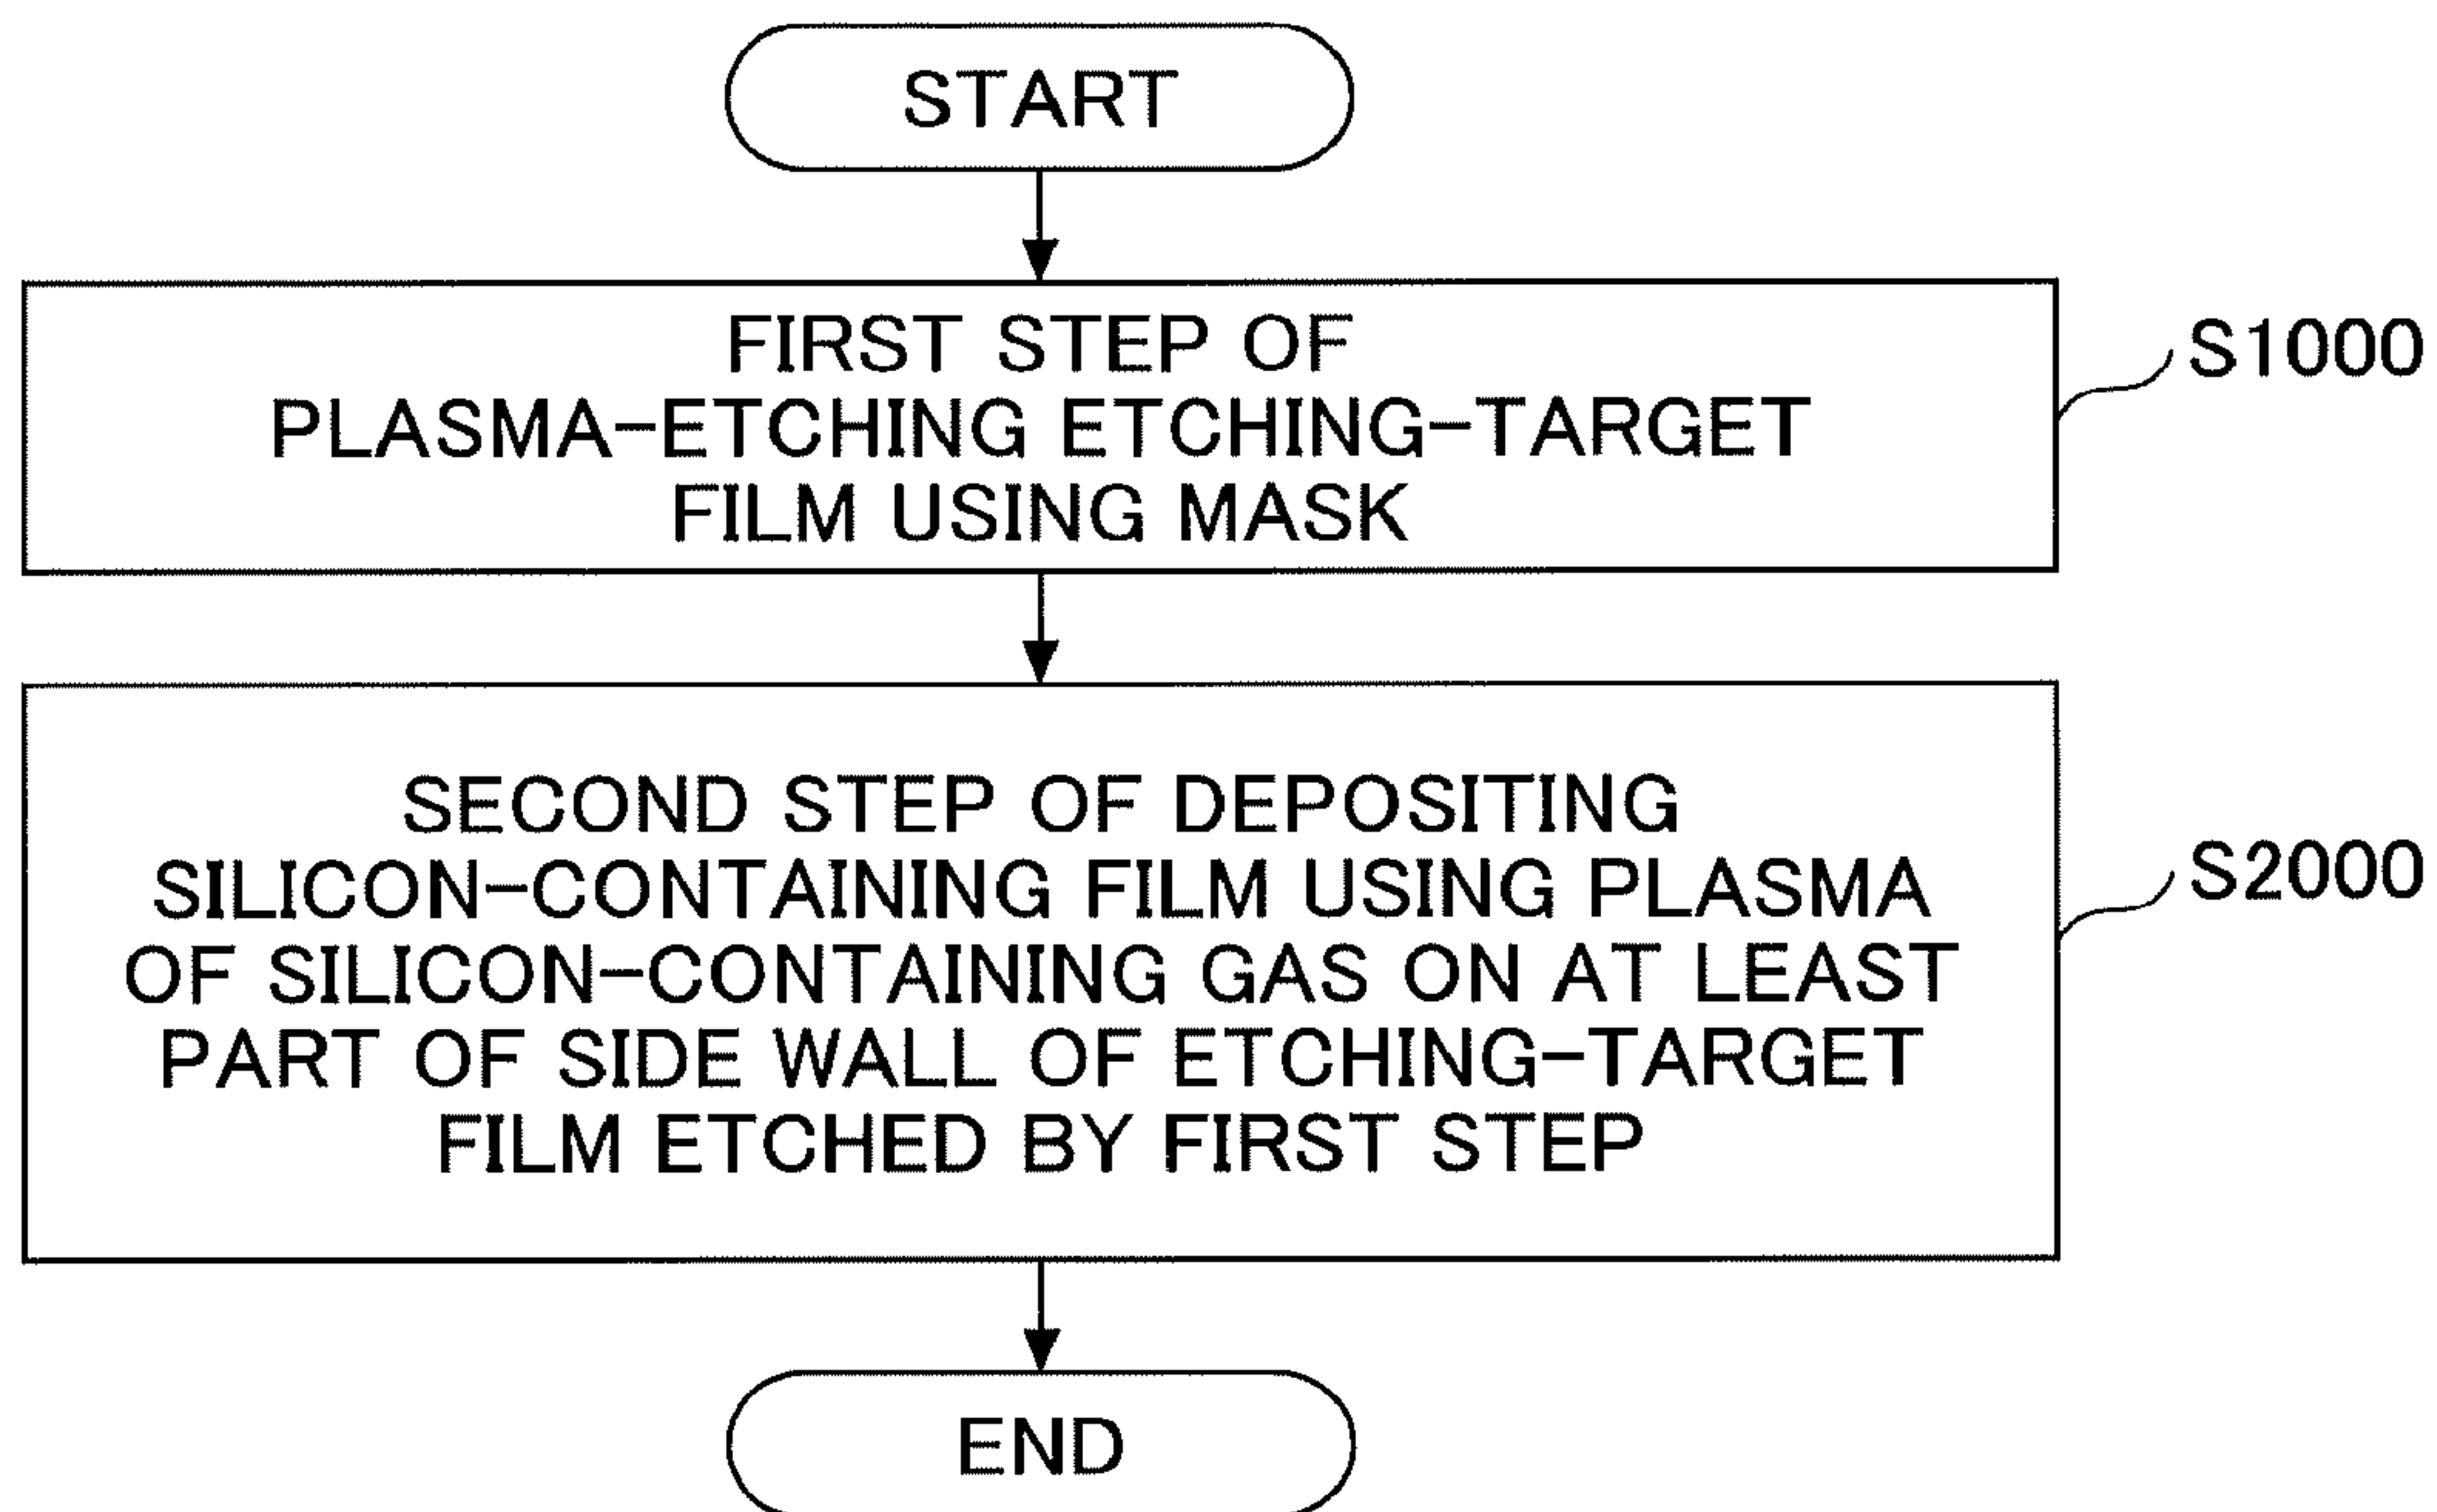 START
FIRST STEP OF
PLASMA-ETCHING ETCHING-TARGET
FILM USING MASK
S1000
SECOND STEP OF DEPOSITING
SILICON-CONTAINING FILM USING PLASMA
OF SILICON-CONTAINING GAS ON AT LEAST
PART OF SIDE WALL OF ETCHING-TARGET
FILM ETCHED BY FIRST STEP
S2000
END